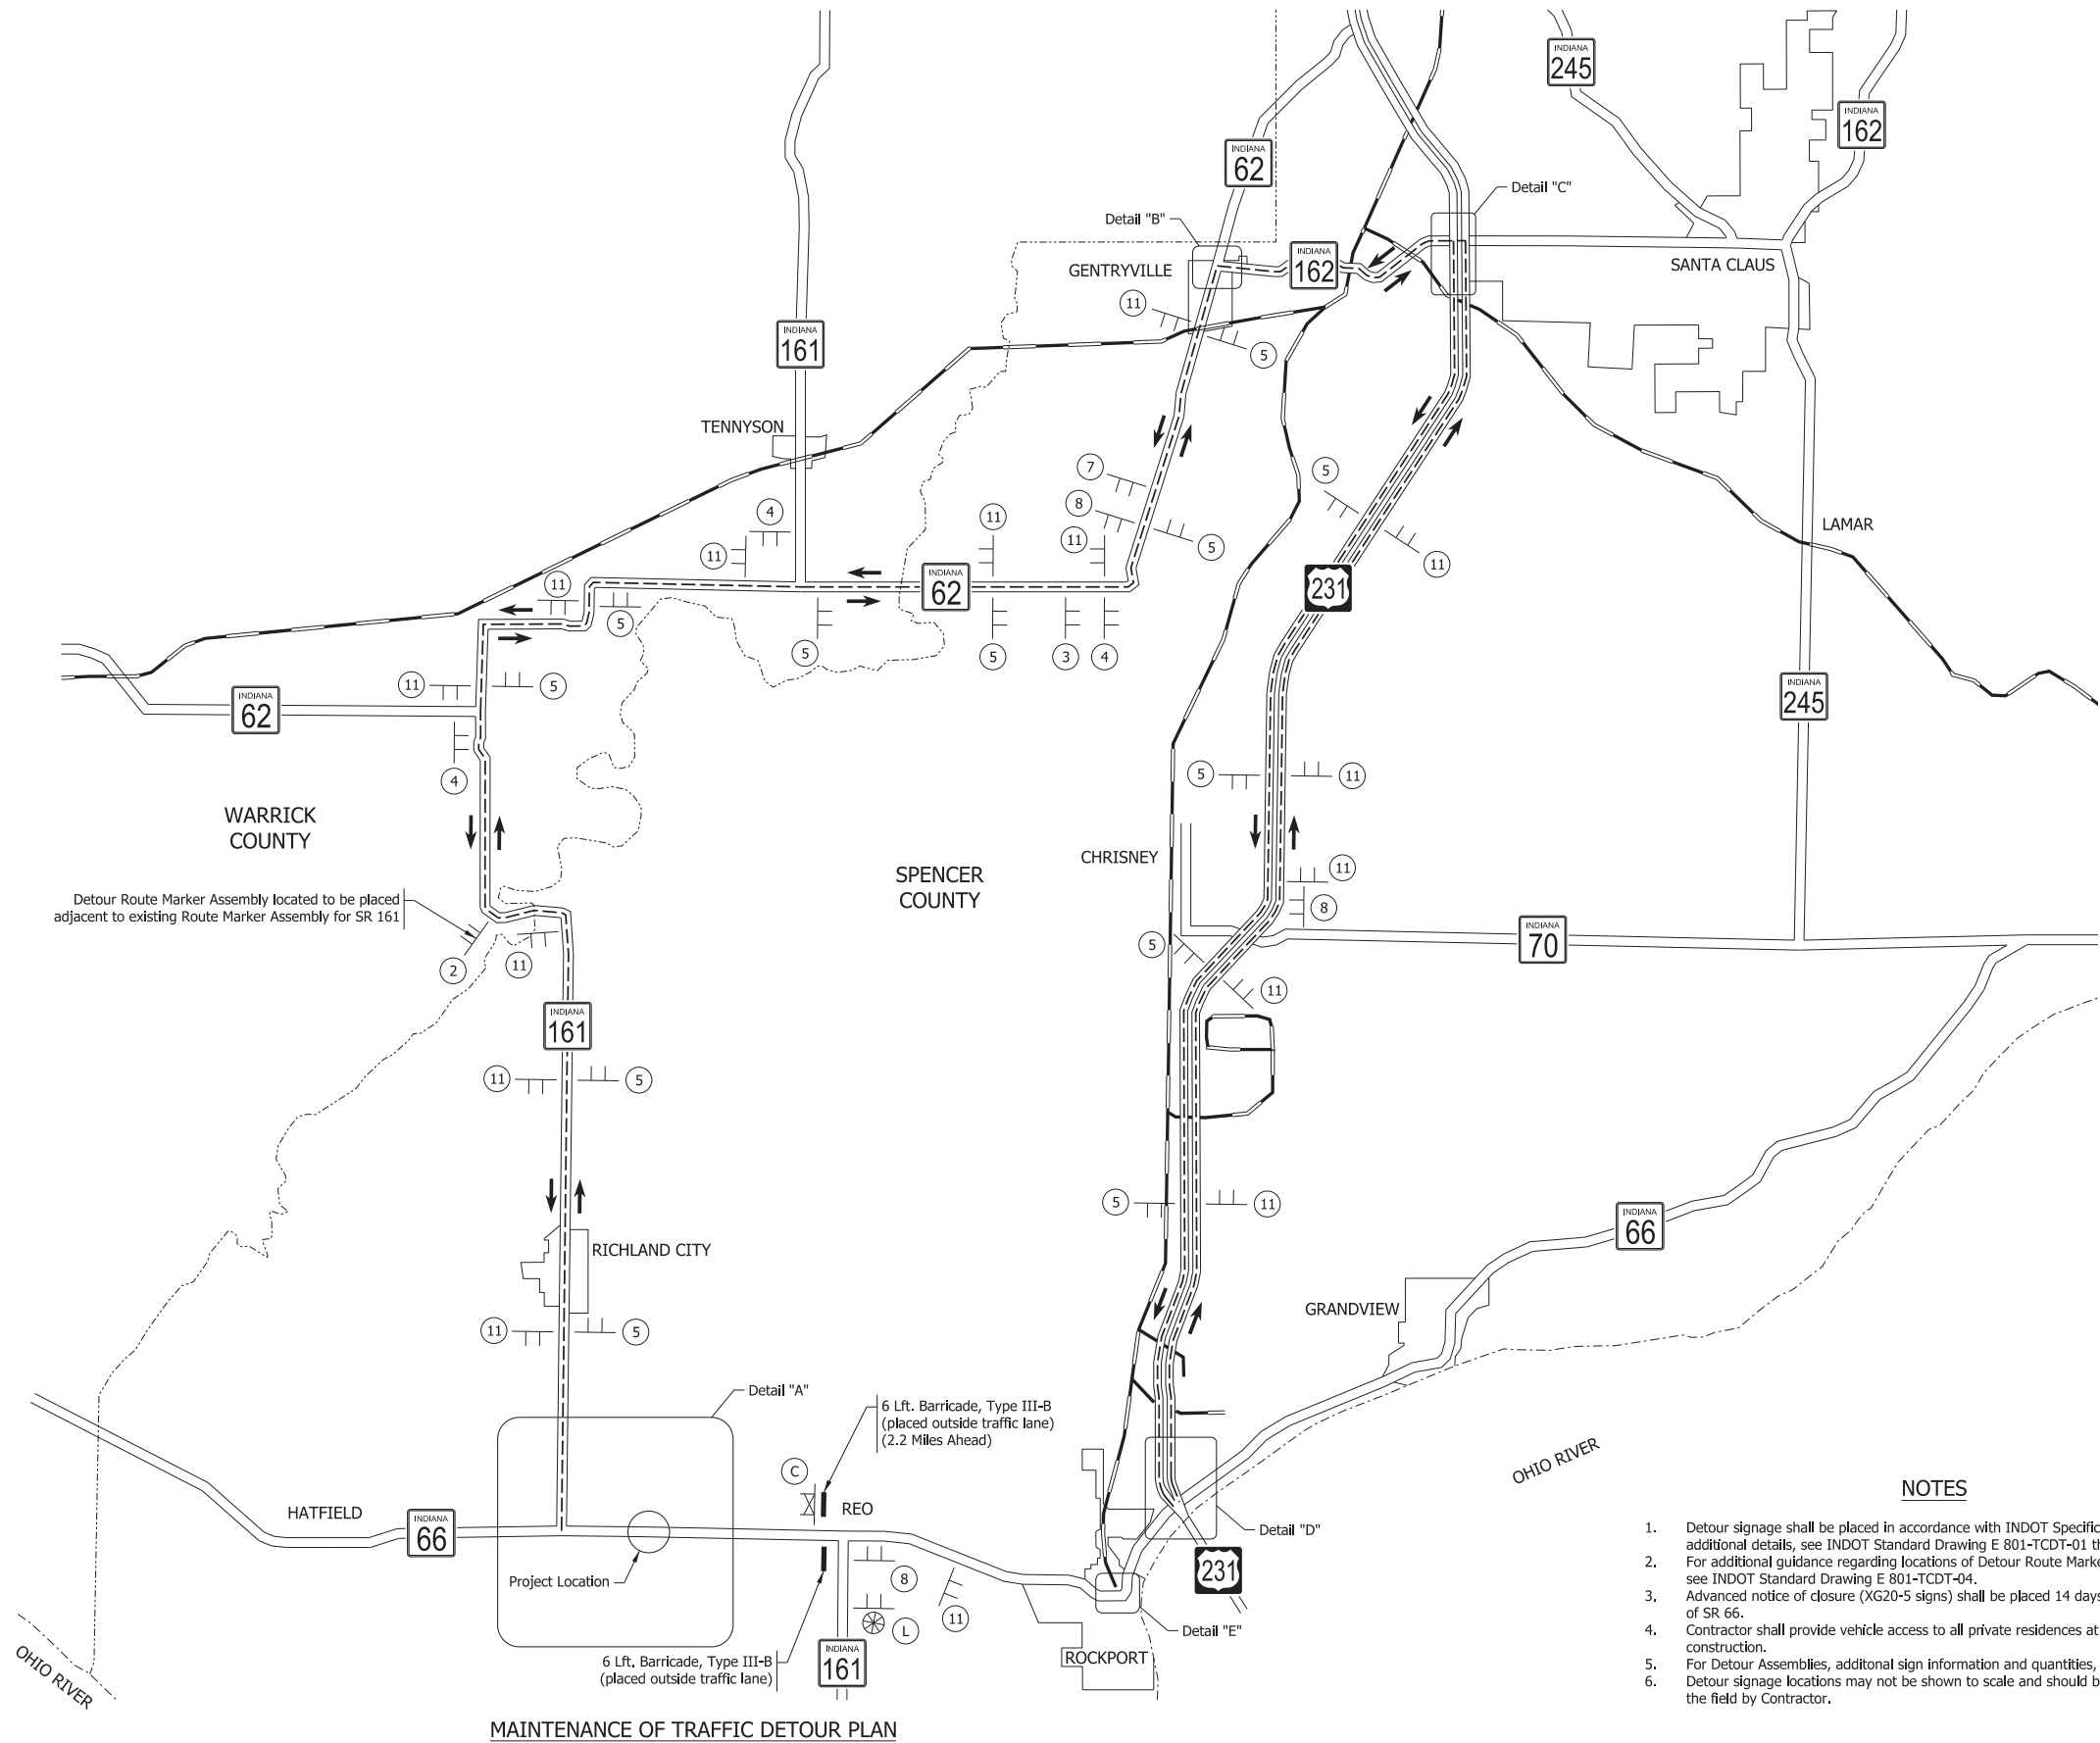 INDIANA
245
INDIANA
162
INDIANA
62
Detail "C"
Detail "B"
GENTRYVILLE
INDIANA
162
SANTA CLAUS
11
INDIANA
161
5
TENNYSON
7
5
8
4
11
11
5
11
11
LAMAR
11
INDIANA
62
231
5
5
5
3
4
11
5
INDIANA
62
INDIANA
245
4
5
11
WARRICK
COUNTY
CHRISNEY
11
SPENCER
COUNTY
8
Detour Route Marker Assembly located to be placed
adjacent to existing Route Marker Assembly for SR 161
2
11
5
INDIANA
70
11
INDIANA
161
11
5
5
11
INDIANA
66
RICHLAND CITY
GRANDVIEW
11
5
Detail "A"
6 Lft. Barricade, Type III-B
(placed outside traffic lane)
(2.2 Miles Ahead)
OHIO RIVER
C
REO
HATFIELD
INDIANA
66
Detail "D"
Project Location
8
231
11
L
Detail "E"
6 Lft. Barricade, Type III-B
(placed outside traffic lane)
INDIANA
161
ROCKPORT
OHIO RIVER
NOTES
1. Detour signage shall be placed in accordance with INDOT
additional details, see INDOT Standard Drawing E 801-TCDT-01
2. For additional guidance regarding locations of Detour Route
see INDOT Standard Drawing E 801-TCDT-04.
3. Advanced notice of closure (XG20-5 signs) shall be placed 14 days
of SR 66.
4. Contractor shall provide vehicle access to all private residences at
construction.
5. For Detour Assemblies, additonal sign information and quantities,
6. Detour signage locations may not be shown to scale and should
the field by Contractor.
MAINTENANCE OF TRAFFIC DETOUR PLAN